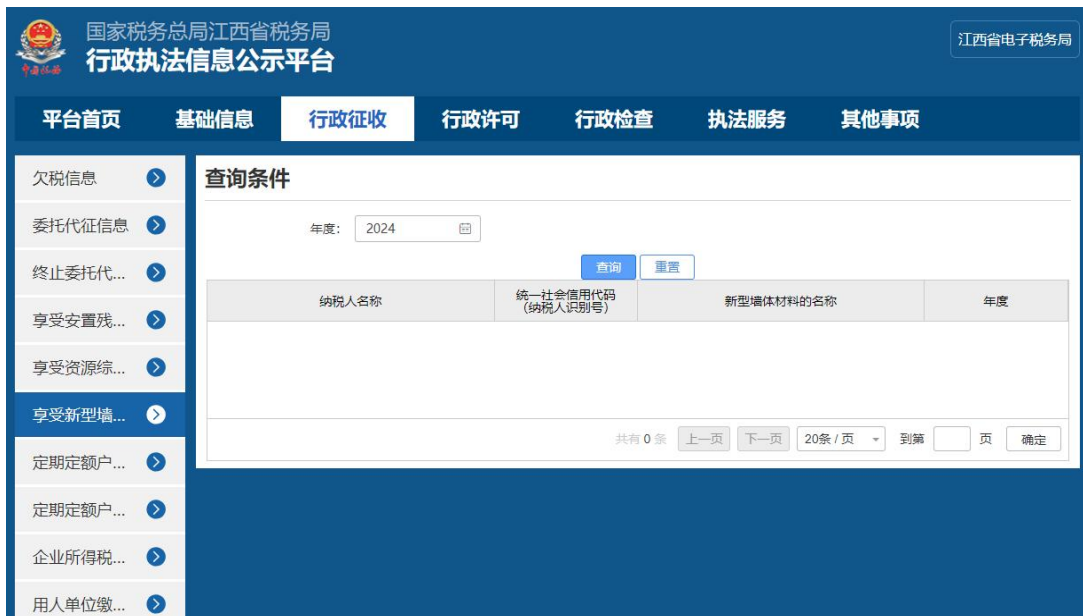 国家税务总局江西省税务局
行政执法信息公示平台
中国税务
江西省电子税务局
平台首页 基础信息 行政征收 行政许可 行政检查 执法服务 其他事项
欠税信息
委托代征信息
终止委托代...
享受安置残...
享受资源综...
享受新型墙...
定期定额户...
定期定额户...
企业所得税...
用人单位缴...
查询条件
年度： 2024
查询 重置
纳税人名称 统一社会信用代码 新型墙体材料的名称 年度
（纳税人识别号）
共有 0 条 上一页 下一页 20条 / 页 到第 页 确定